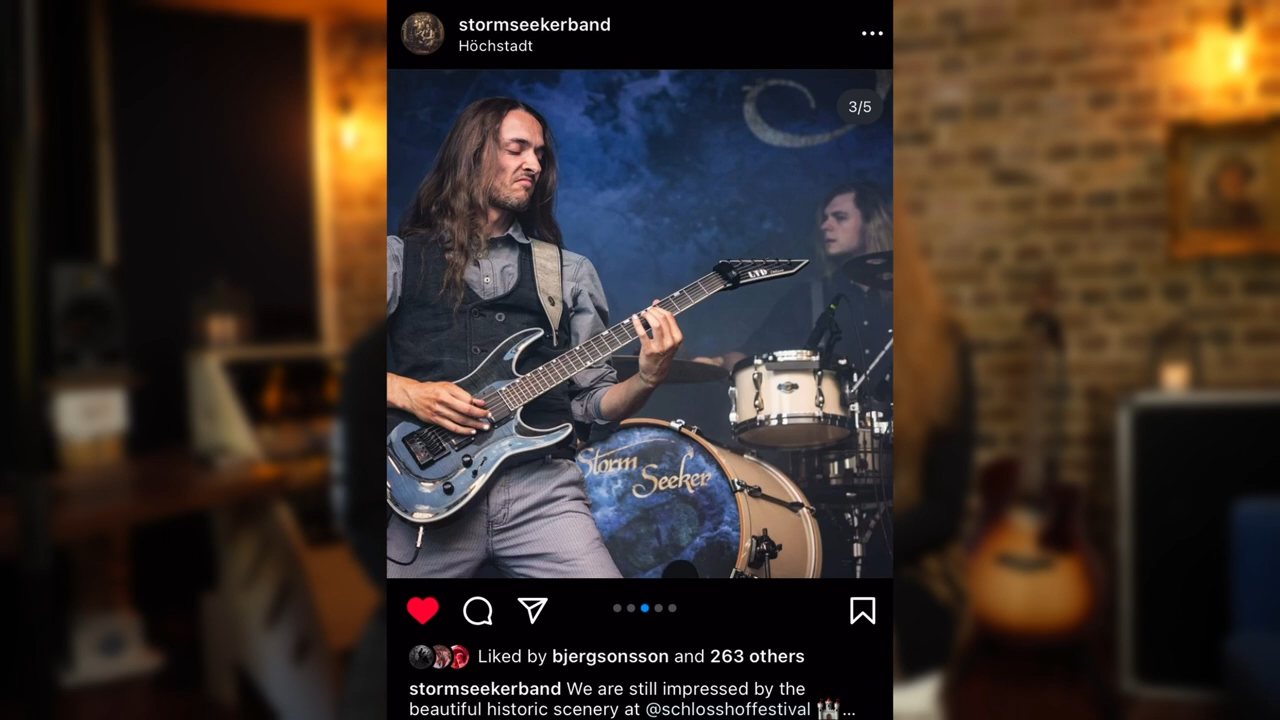 stormseekerband
Höchstadt
3/5
LTD
Storm
Seeker
Liked by bjergsonsson and 263 others
stormseekerband We are still impressed by the
beautiful historic scenery at @schlosshoffestival 🏰...